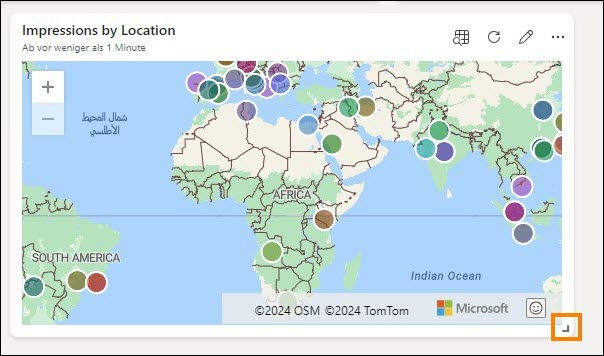 Impressions by Location
Ab vor weniger als 1 Minute
شمال المحيط
الأطلسي
AFRICA
SOUTH AMERICA
Indian Ocean
©2024 OSM ©2024 TomTom
Microsoft